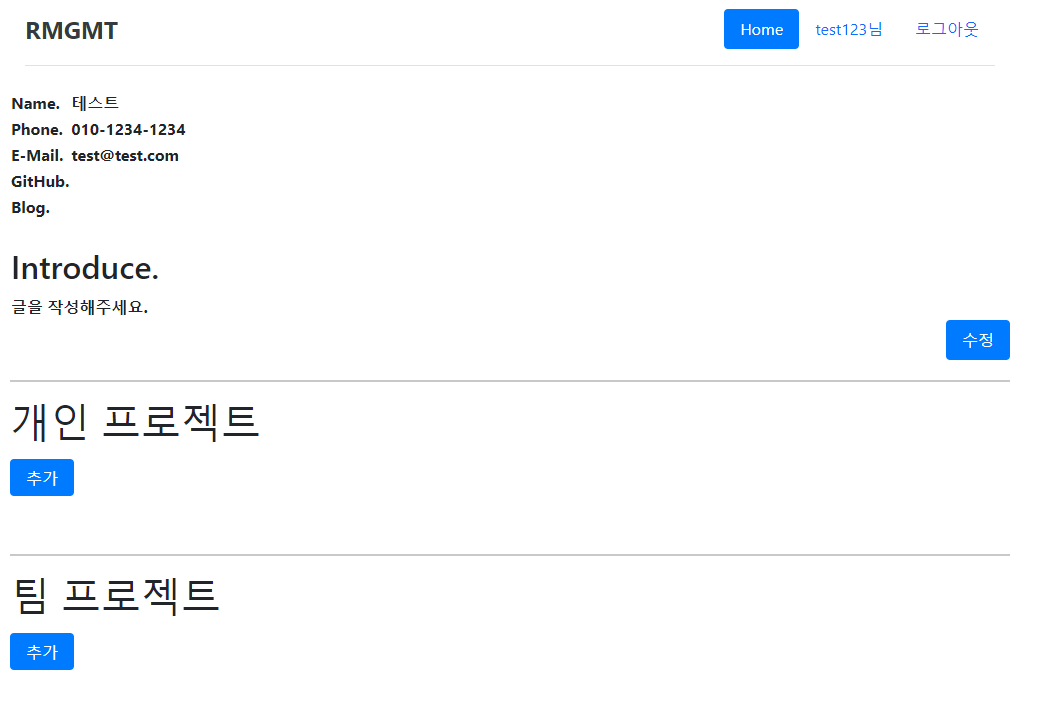 RMGMT
Home test123님 로그아웃
Name. 테스트
Phone. 010-1234-1234
E-Mail. test@test.com
GitHub.
Blog.
Introduce.
글을 작성해주세요.
수정
개인 프로젝트
추가
팀 프로젝트
추가